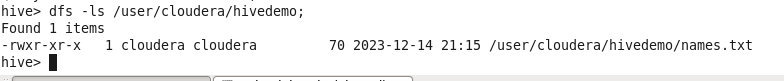 hive> dfs -ls /user/cloudera/hivedemo;
Found 1 items
-rwxr-xr-x   1 cloudera cloudera         70 2023-12-14 21:15 /user/cloudera/hivedemo/names.txt
hive>